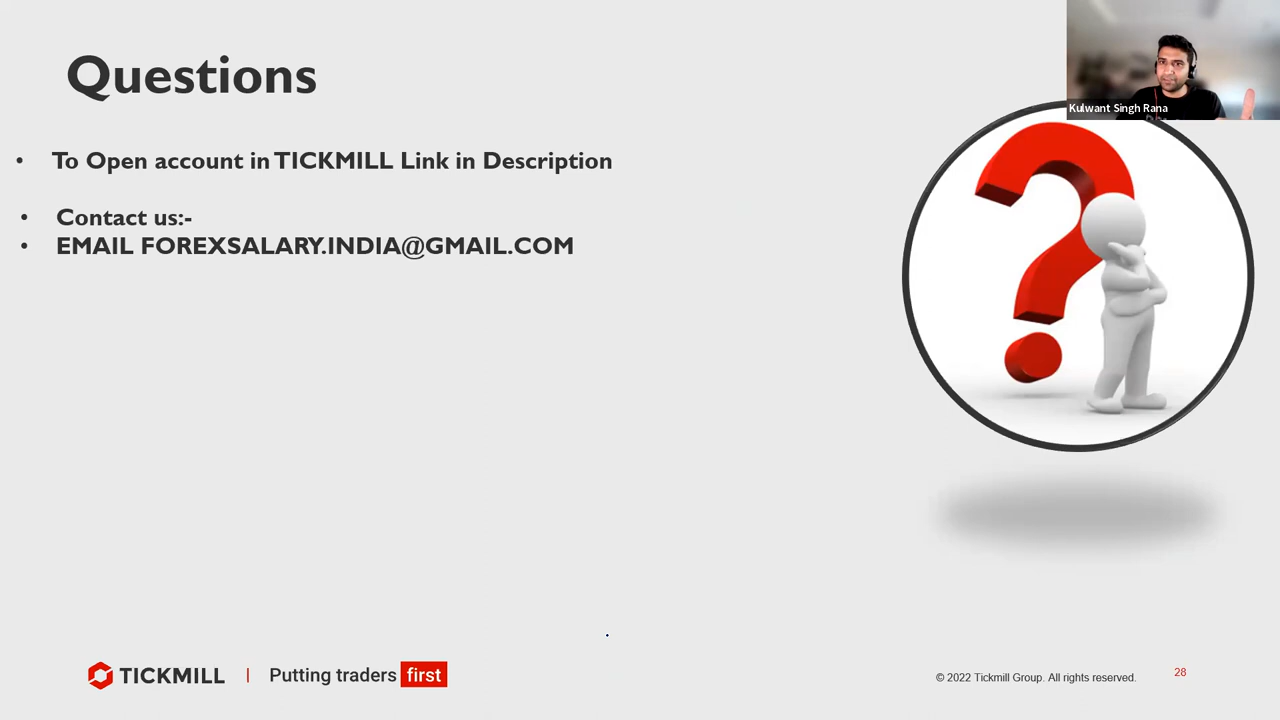 Questions
Kulwant Singh Rana
• To Open account in TICKMILL Link in Description
• Contact us:-
• EMAIL FOREXSALARY.INDIA@GMAIL.COM
TICKMILL | Putting traders first
© 2022 Tickmill Group. All rights reserved.
28